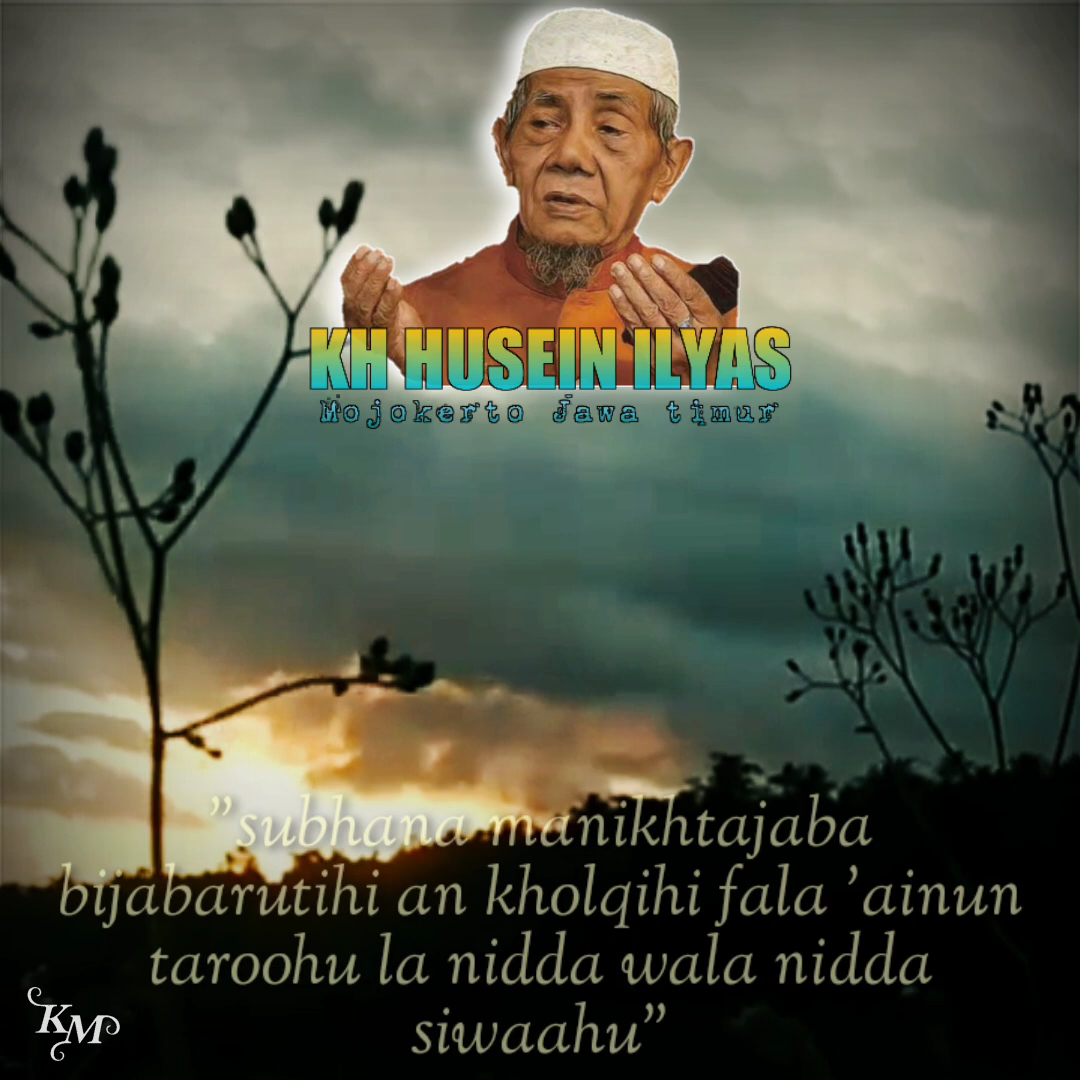 KH HUSEIN ILYAS
Mojokerto Jawa timur
"subhana manikhtajaba
bijabarutihi an kholqihi fala 'ainun
taroohu la nidda wala nidda
siwaahu"
KM